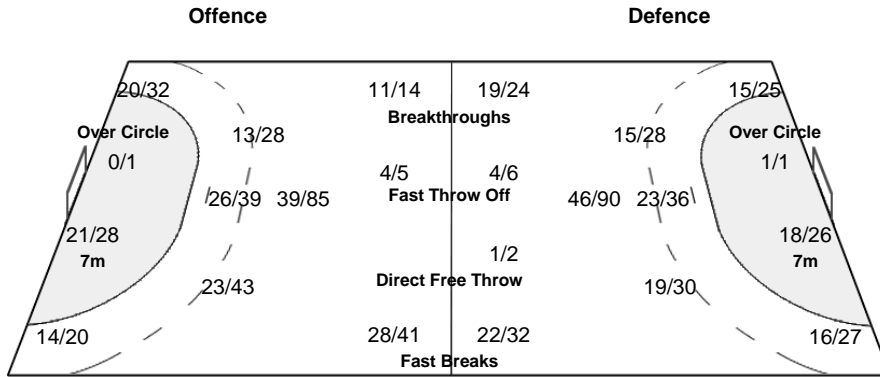 Offence Defence
20/32 11/14 19/24 15/25
Breakthroughs
Over Circle 13/28 15/28 Over Circle
0/1 4/5 4/6 1/1
26/39 39/85 Fast Throw Off 46/90 23/36
21/28 18/26
7m 1/2 7m
Direct Free Throw
23/43 19/30
14/20 28/41 22/32 16/27
Fast Breaks